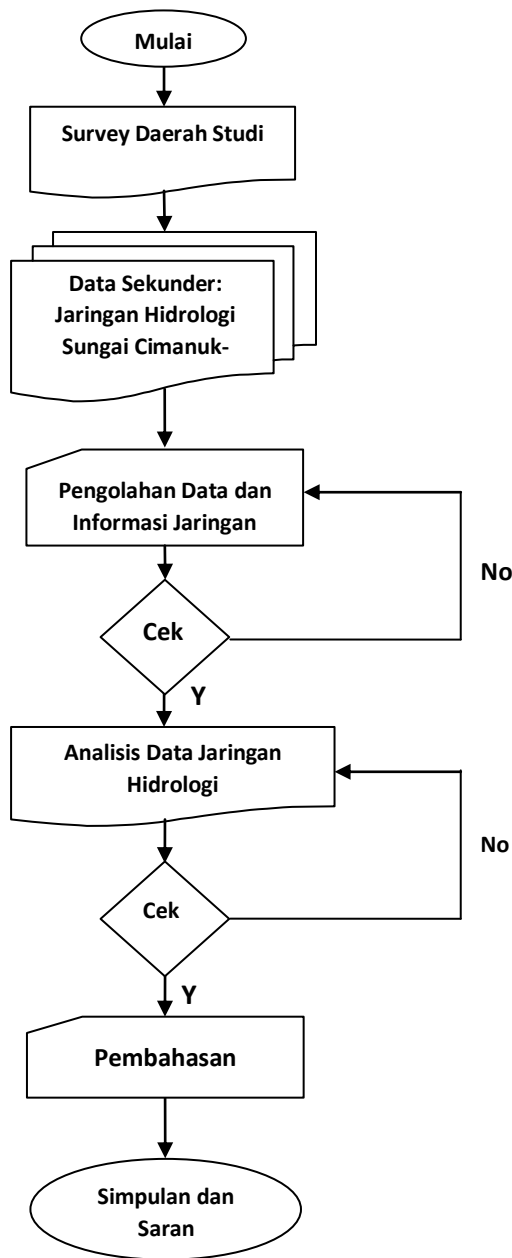 Mulai
Survey Daerah Studi
Data Sekunder:
Jaringan Hidrologi
Sungai Cimanuk-
Pengolahan Data dan
Informasi Jaringan
No
Cek
Y
Analisis Data Jaringan
Hidrologi
No
Cek
Y
Pembahasan
Simpulan dan
Saran